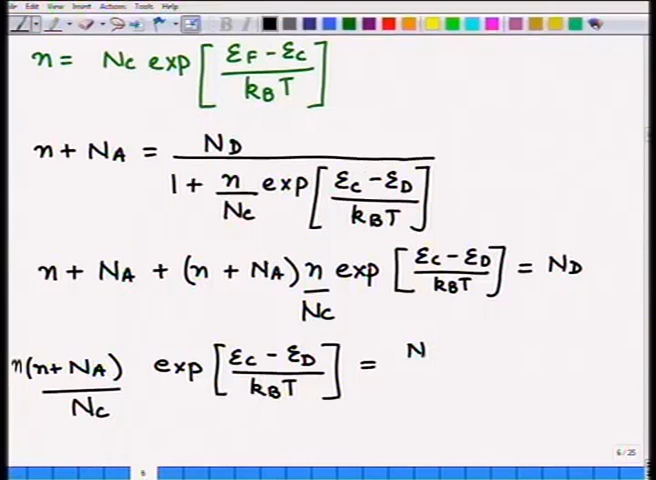 Edit View Insert Actions Tools Help
n = Nc exp [ (εF - εc) / kBT ]
n + NA = ND / ( 1 + n/Nc exp [ (εc - εD) / kBT ] )
n + NA + (n + NA) n/Nc exp [ (εc - εD) / kBT ] = ND
n(n + NA) / Nc exp [ (εc - εD) / kBT ] = N
6/25